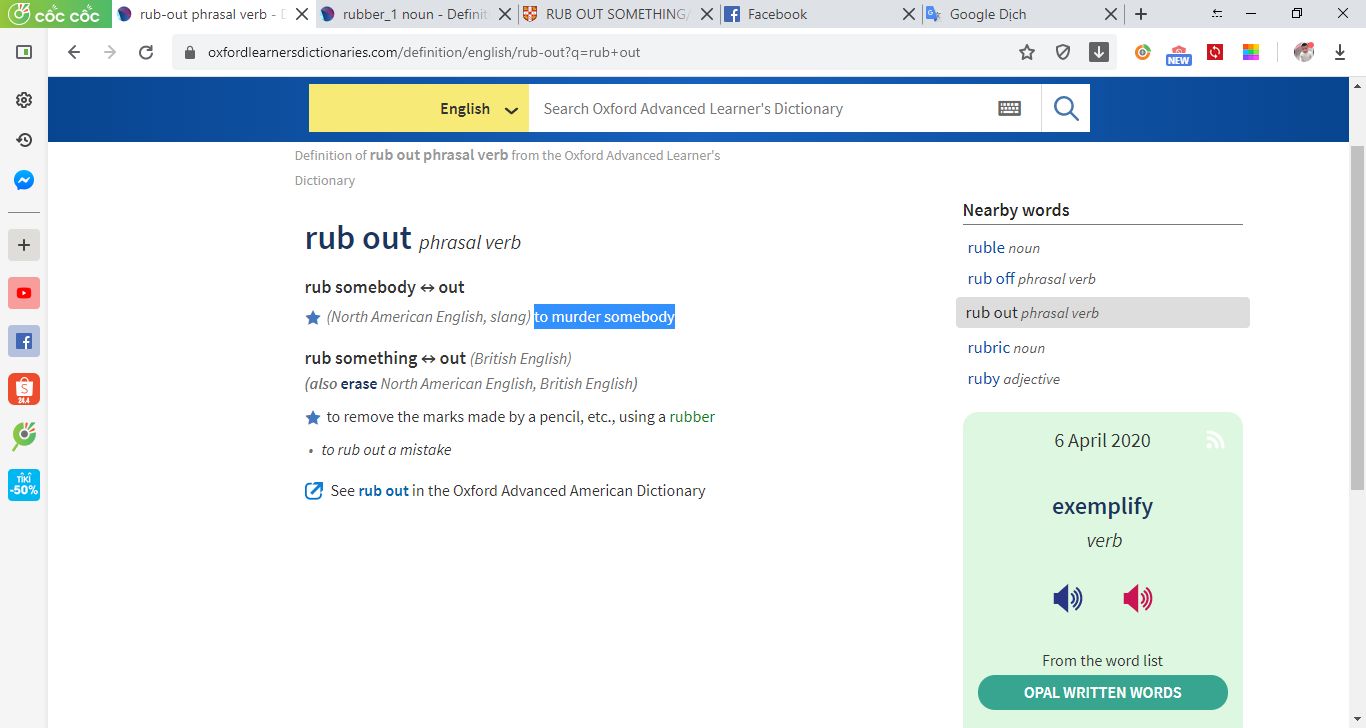 CỐC CỐC
rub-out phrasal verb - D
rubber_1 noun - Definit
RUB OUT SOMETHING/
Facebook
Google Dịch
oxfordlearnersdictionaries.com/definition/english/rub-out?q=rub+out
NEW
English
Search Oxford Advanced Learner's Dictionary
Definition of rub out phrasal verb from the Oxford Advanced Learner's
Dictionary
rub out phrasal verb
rub somebody ↔ out
(North American English, slang) to murder somebody
rub something ↔ out (British English)
(also erase North American English, British English)
to remove the marks made by a pencil, etc., using a rubber
• to rub out a mistake
See rub out in the Oxford Advanced American Dictionary
Nearby words
ruble noun
rub off phrasal verb
rub out phrasal verb
rubric noun
ruby adjective
6 April 2020
exemplify
verb
From the word list
OPAL WRITTEN WORDS
S
24.4
TIKI
-50%